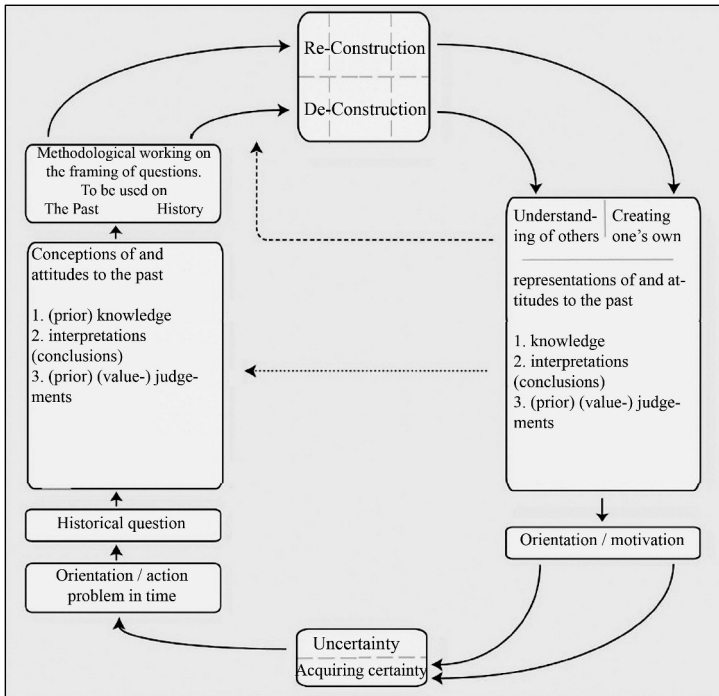 Re-Construction
De-Construction
Methodological working on
the framing of questions.
To be used on
The Past History
Conceptions of and
attitudes to the past
1. (prior) knowledge
2. interpretations
(conclusions)
3. (prior) (value-) judge-
ments
Historical question
Orientation / action
problem in time
Understand-
ing of others
Creating
one's own
representations of and at-
titudes to the past
1. knowledge
2. interpretations
(conclusions)
3. (prior) (value-) judge-
ments
Orientation / motivation
Uncertainty
Acquiring certainty